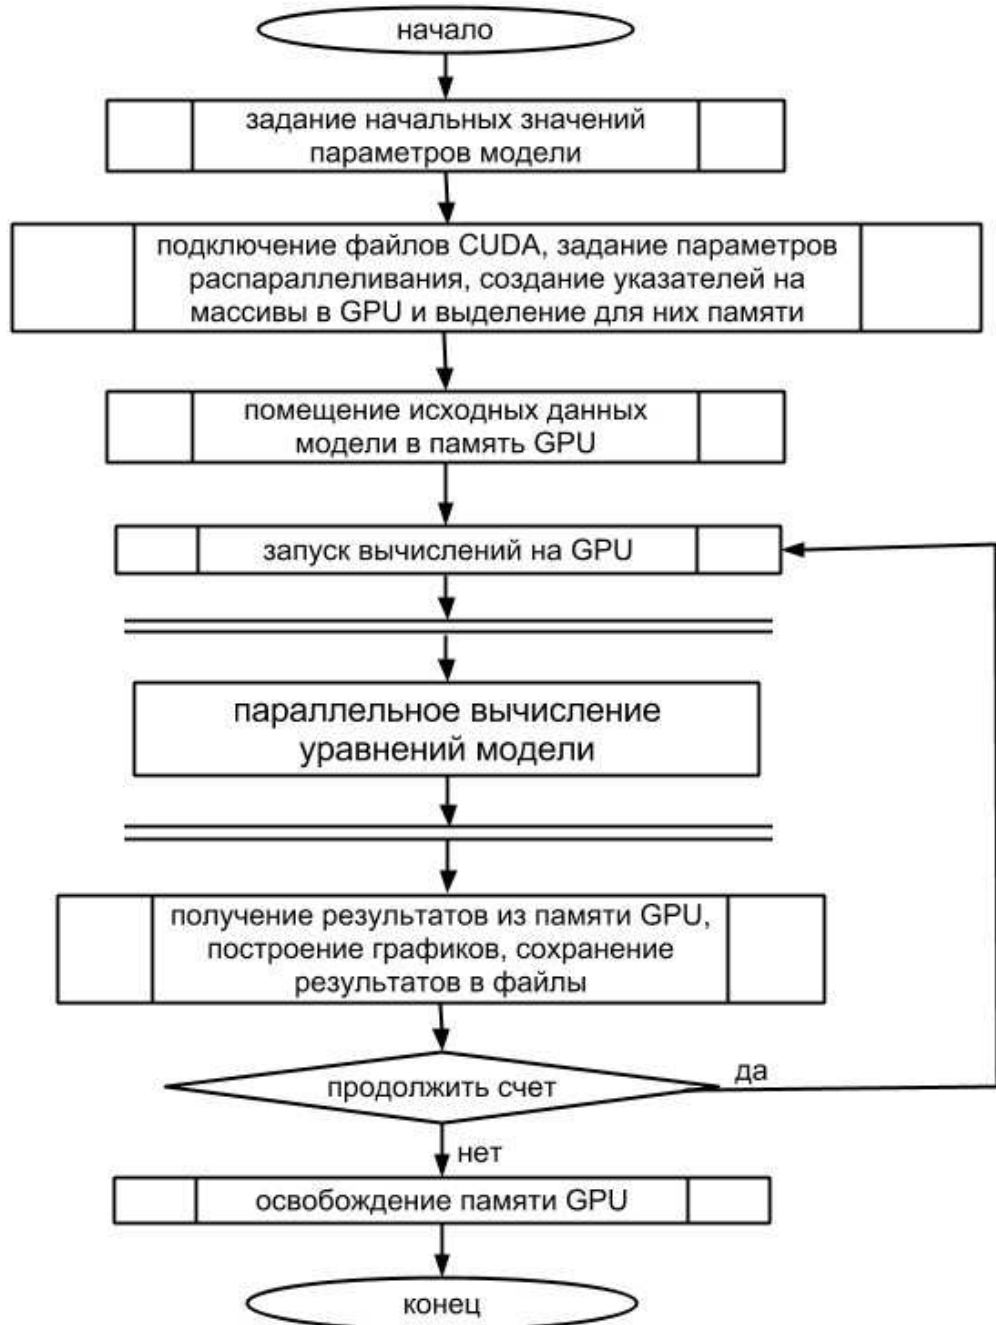 начало
задание начальных значений
параметров модели
подключение файлов CUDA, задание параметров
распараллеливания, создание указателей на
массивы в GPU и выделение для них памяти
помещение исходных данных
модели в память GPU
запуск вычислений на GPU
параллельное вычисление
уравнений модели
получение результатов из памяти GPU,
построение графиков, сохранение
результатов в файлы
продолжить счет
да
нет
освобождение памяти GPU
конец